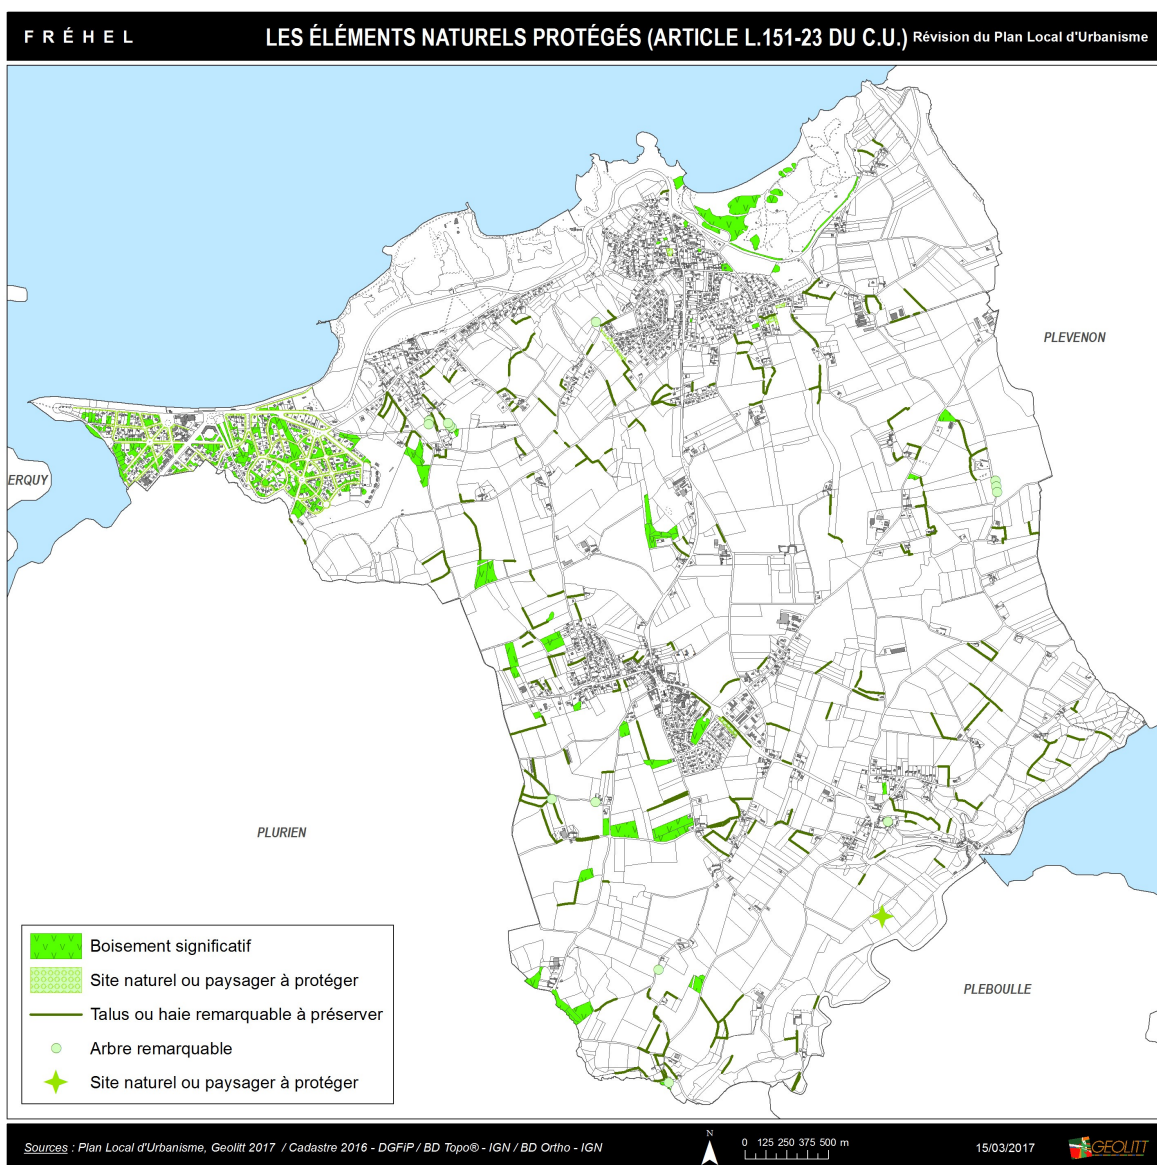 FRÉHEL
LES ÉLÉMENTS NATURELS PROTÉGÉS (ARTICLE L.151-23 DU C.U.)
Révision du Plan Local d'Urbanisme
PLEVENON
ERQUY
PLURIEN
PLEBOULLE
Boisement significatif
Site naturel ou paysager à protéger
Talus ou haie remarquable à préserver
Arbre remarquable
Site naturel ou paysager à protéger
Sources : Plan Local d'Urbanisme, Geolitt 2017 / Cadastre 2016 - DGFiP / BD Topo® - IGN / BD Ortho - IGN
N
0 125 250 375 500 m
15/03/2017
GEOLITT